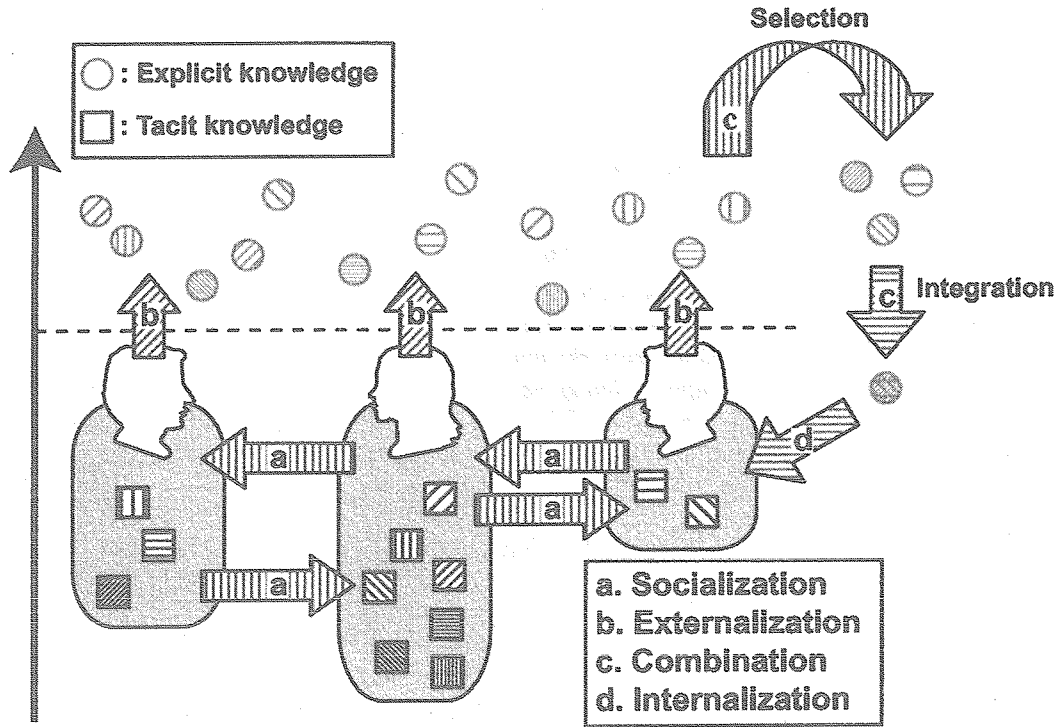 Selection
: Explicit knowledge
: Tacit knowledge
c
b
b
b
c Integration
d
a
a
a
a
a. Socialization
b. Externalization
c. Combination
d. Internalization